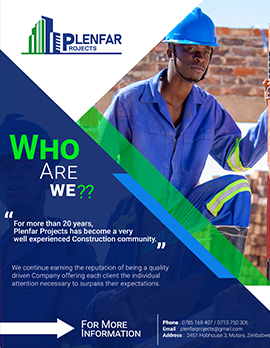 PLENFAR
PROJECTS
WHO
ARE
WE??
“
For more than 20 years,
Plenfar Projects has become a very
well experienced Construction community.
”
We continue earning the reputation of being a quality
driven Company offering each client the individual
attention necessary to surpass their expectations.
FOR MORE
INFORMATION
Phone : 0785 169 407 / 0713 750 306
Email : plenfarprojects@gmail.com
Address : 2451 Hobhouse 3, Mutare, Zimbabw